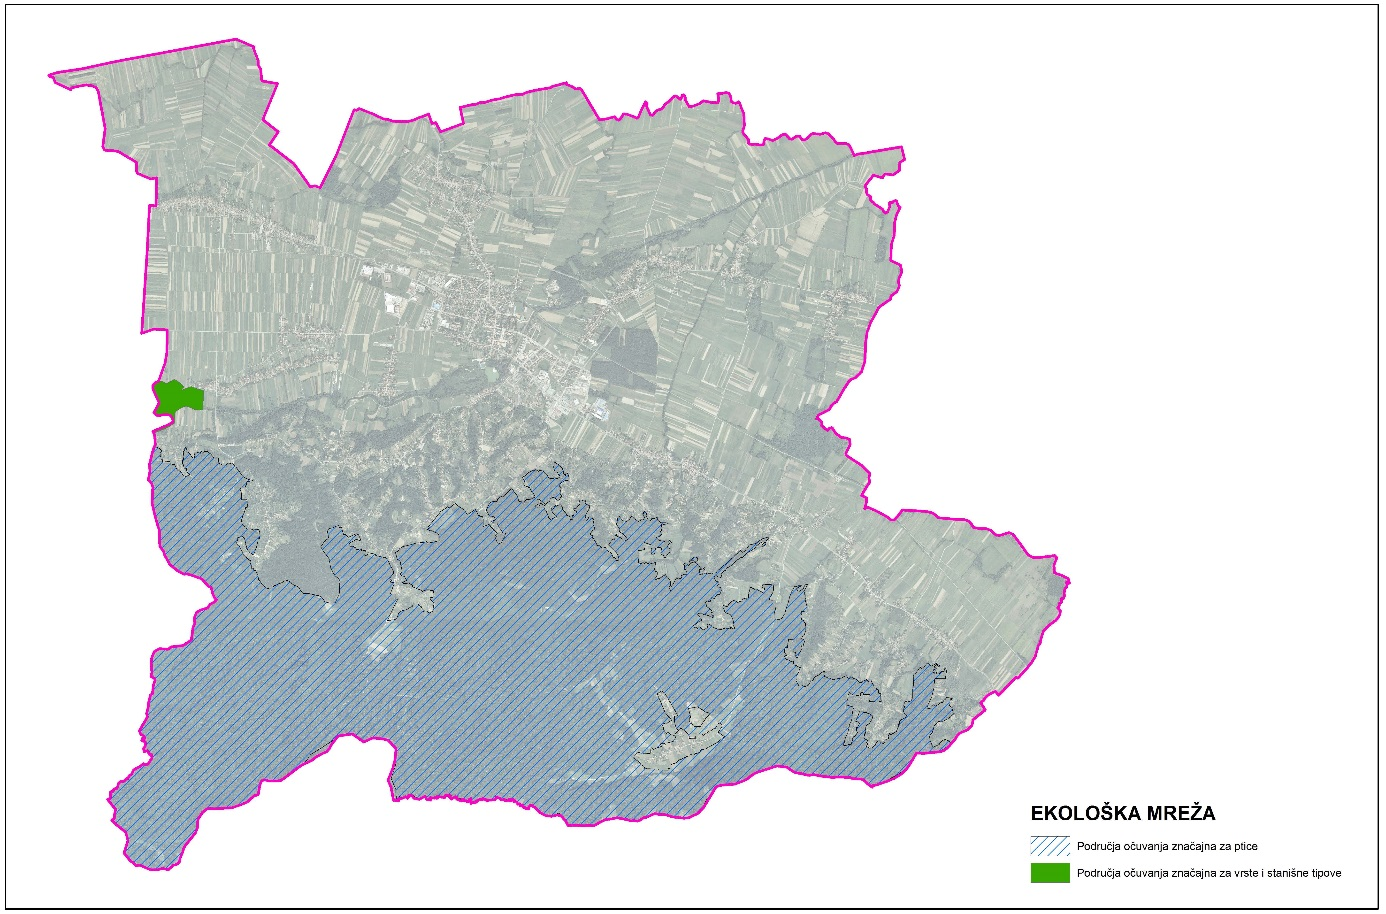 EKOLOŠKA MREŽA
Područja očuvanja značajna za ptice
Područja očuvanja značajna za vrste i stanišne tipove